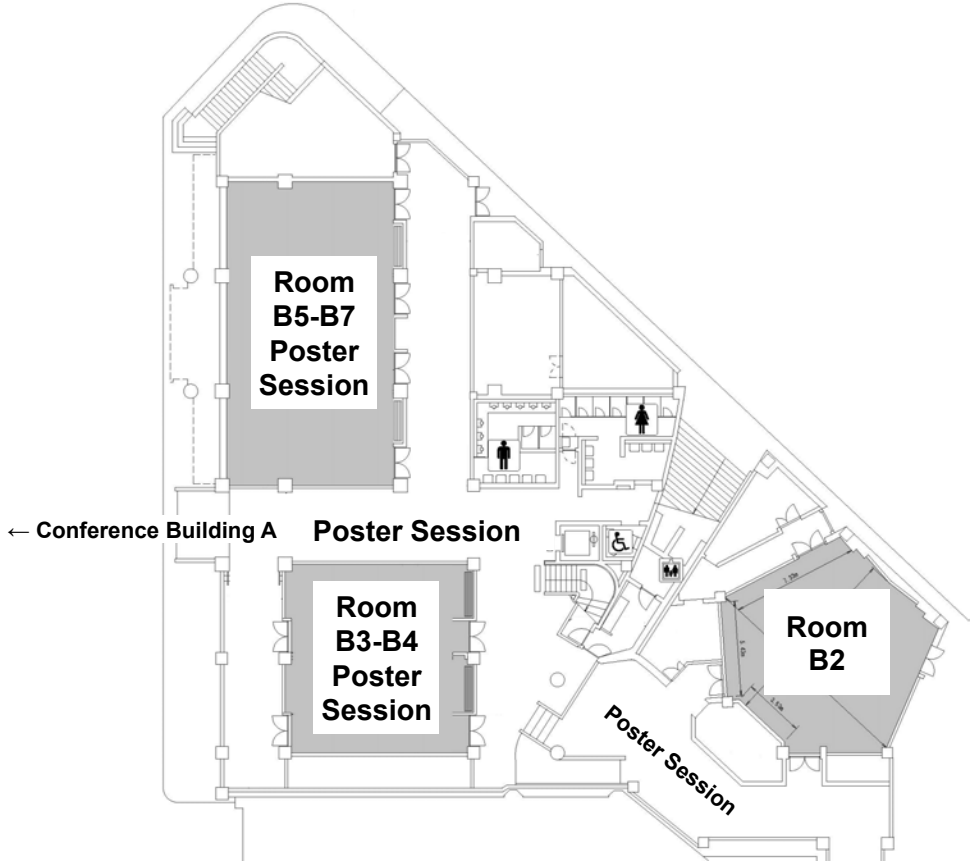 Room
B5-B7
Poster
Session
← Conference Building A
Poster Session
Room
B3-B4
Poster
Session
Room
B2
Poster Session